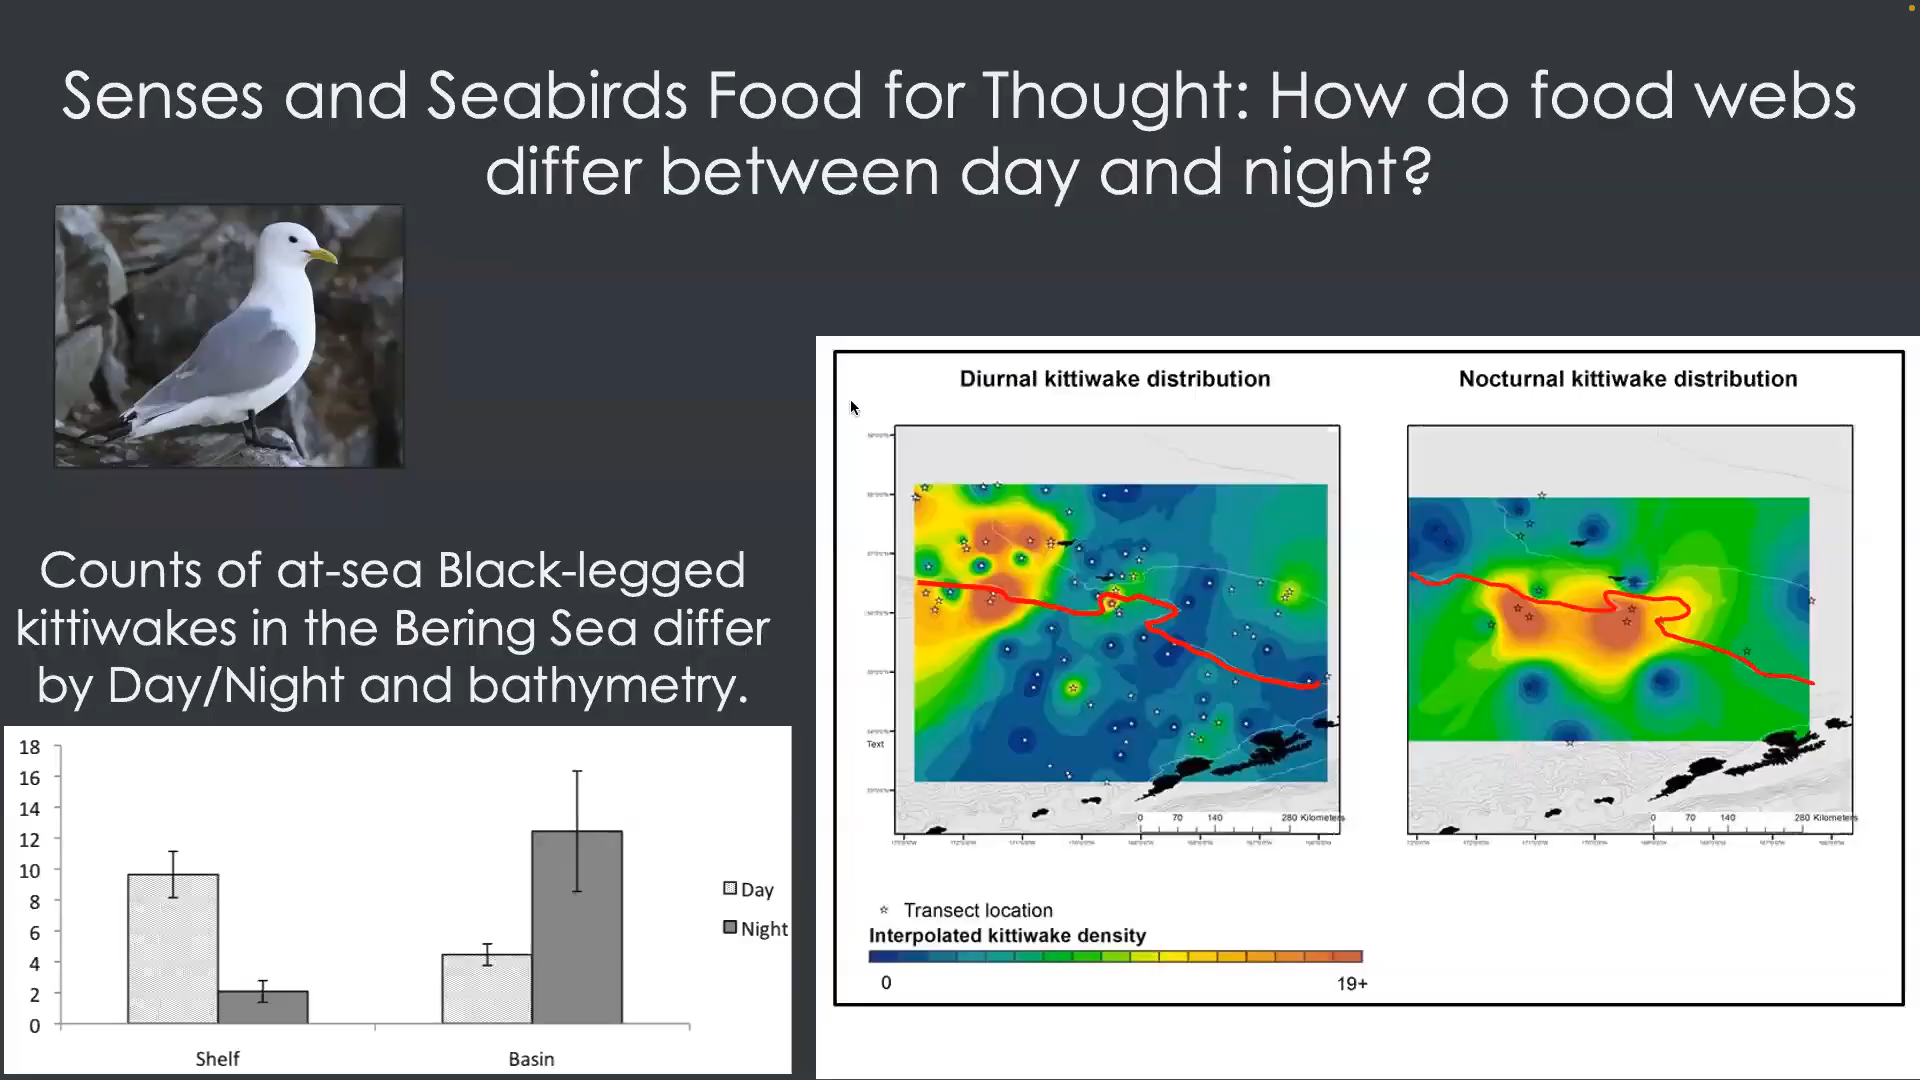 Senses and Seabirds Food for Thought: How do food webs
differ between day and night?
Counts of at-sea Black-legged
kittiwakes in the Bering Sea differ
by Day/Night and bathymetry.
18
16
14
12
10
8
6
4
2
0
Day
Night
Shelf
Basin
Diurnal kittiwake distribution
Nocturnal kittiwake distribution
Text
0 70 140 280 Kilometers
0 70 140 280 Kilometers
Transect location
Interpolated kittiwake density
0
19+